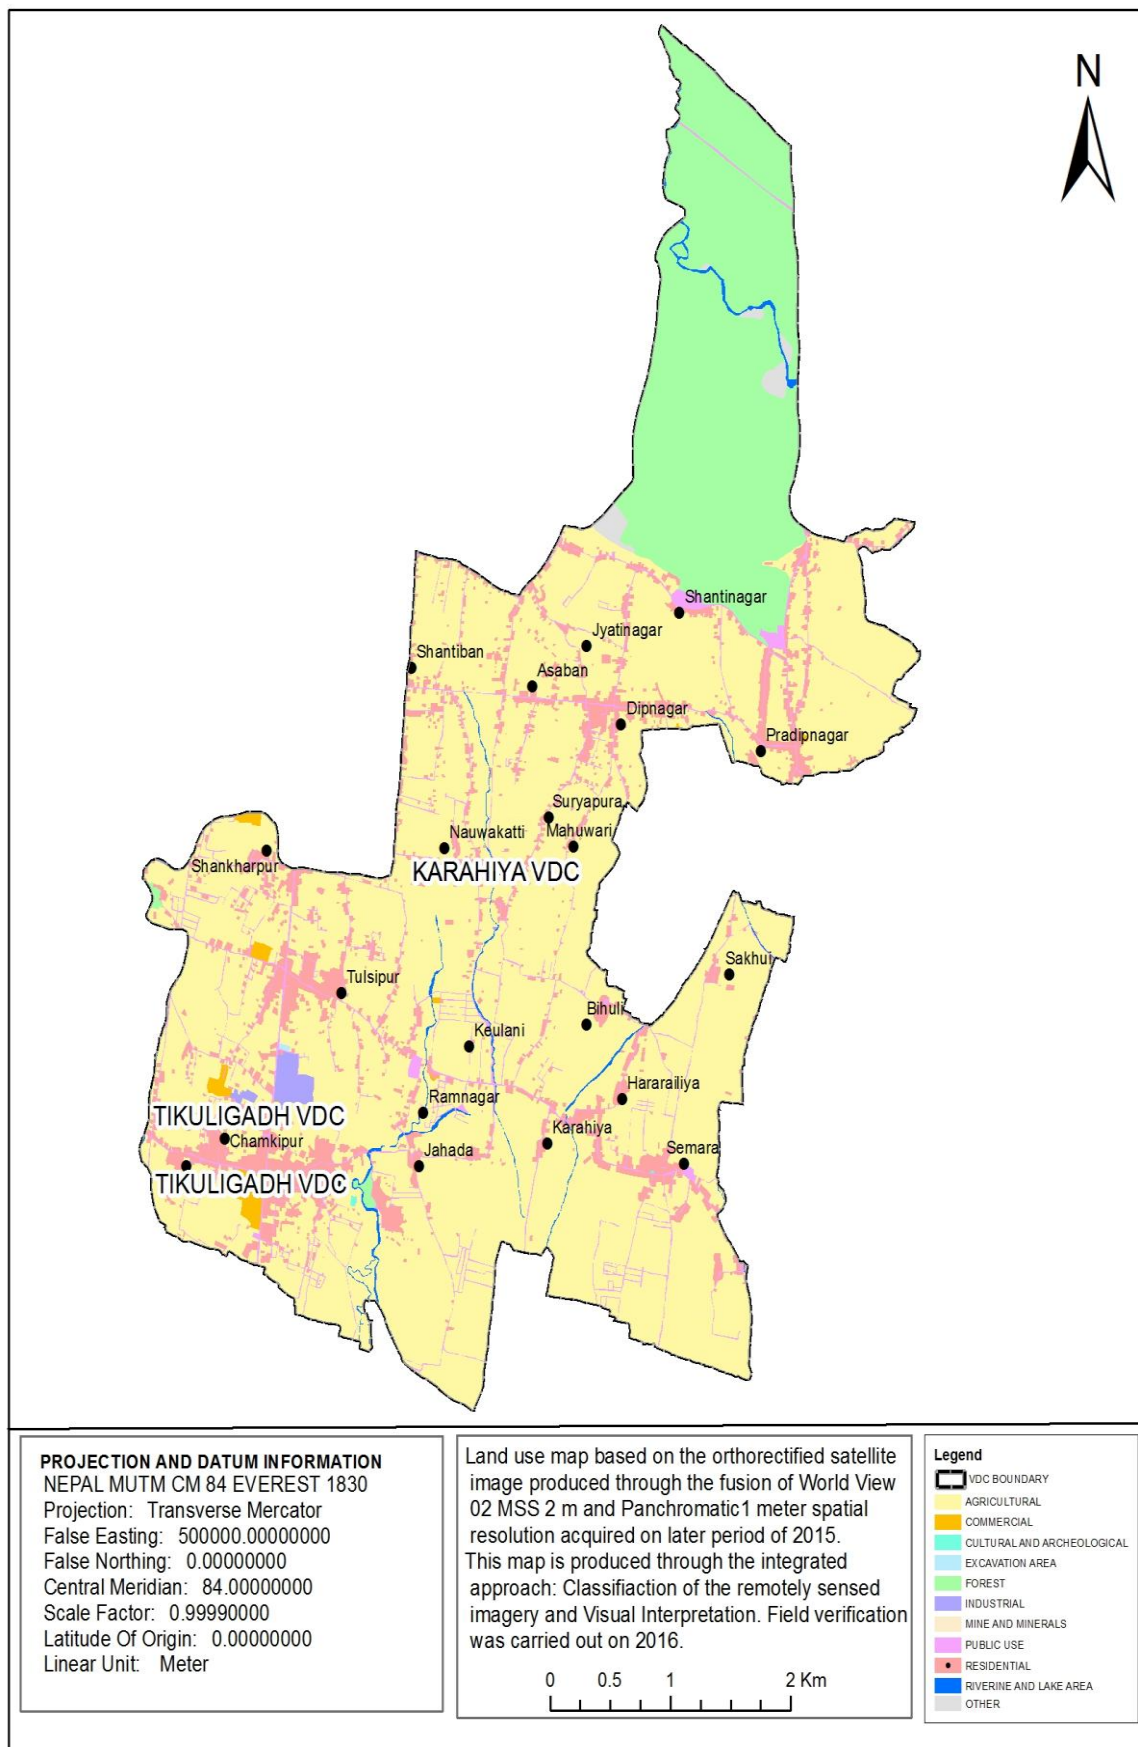 N
Shantinagar
Jyatinagar
Shantiban
Asaban
Dipnagar
Pradipnagar
Suryapura
Nauwakatti
Mahuwari
Shankharpur
KARAHIYA VDC
Sakhui
Tulsipur
Bihuli
Keulani
Hararailiya
Ramnagar
TIKULIGADH VDC
Chamkipur
Karahiya
Jahada
Semara
TIKULIGADH VDC
PROJECTION AND DATUM INFORMATION
NEPAL MUTM CM 84 EVEREST 1830
Projection: Transverse Mercator
False Easting: 500000.00000000
False Northing: 0.00000000
Central Meridian: 84.00000000
Scale Factor: 0.99990000
Latitude Of Origin: 0.00000000
Linear Unit: Meter
Land use map based on the orthorectified satellite
image produced through the fusion of World View
02 MSS 2 m and Panchromatic1 meter spatial
resolution acquired on later period of 2015.
This map is produced through the integrated
approach: Classifiaction of the remotely sensed
imagery and Visual Interpretation. Field verification
was carried out on 2016.
0 0.5 1 2 Km
Legend
VDC BOUNDARY
AGRICULTURAL
COMMERCIAL
CULTURAL AND ARCHEOLOGICAL
EXCAVATION AREA
FOREST
INDUSTRIAL
MINE AND MINERALS
PUBLIC USE
RESIDENTIAL
RIVERINE AND LAKE AREA
OTHER